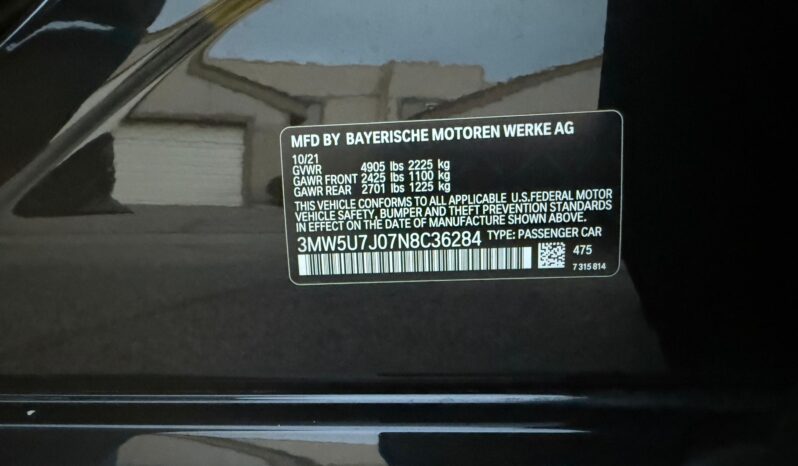 MFD BY BAYERISCHE MOTOREN WERKE AG
10/21
GVWR 4905 lbs 2225 kg
GAWR FRONT 2425 lbs 1100 kg
GAWR REAR 2701 lbs 1225 kg
THIS VEHICLE CONFORMS TO ALL APPLICABLE U.S.FEDERAL MOTOR
VEHICLE SAFETY, BUMPER AND THEFT PREVENTION STANDARDS
IN EFFECT ON THE DATE OF MANUFACTURE SHOWN ABOVE.
3MW5U7J07N8C36284 TYPE: PASSENGER CAR
475
7 315 814